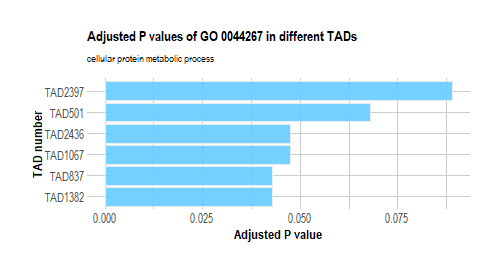 Adjusted P values of GO 0044267 in different TADs
cellular protein metabolic process
TAD number
TAD2397
TAD501
TAD2436
TAD1067
TAD837
TAD1382
0.000 0.025 0.050 0.075
Adjusted P value